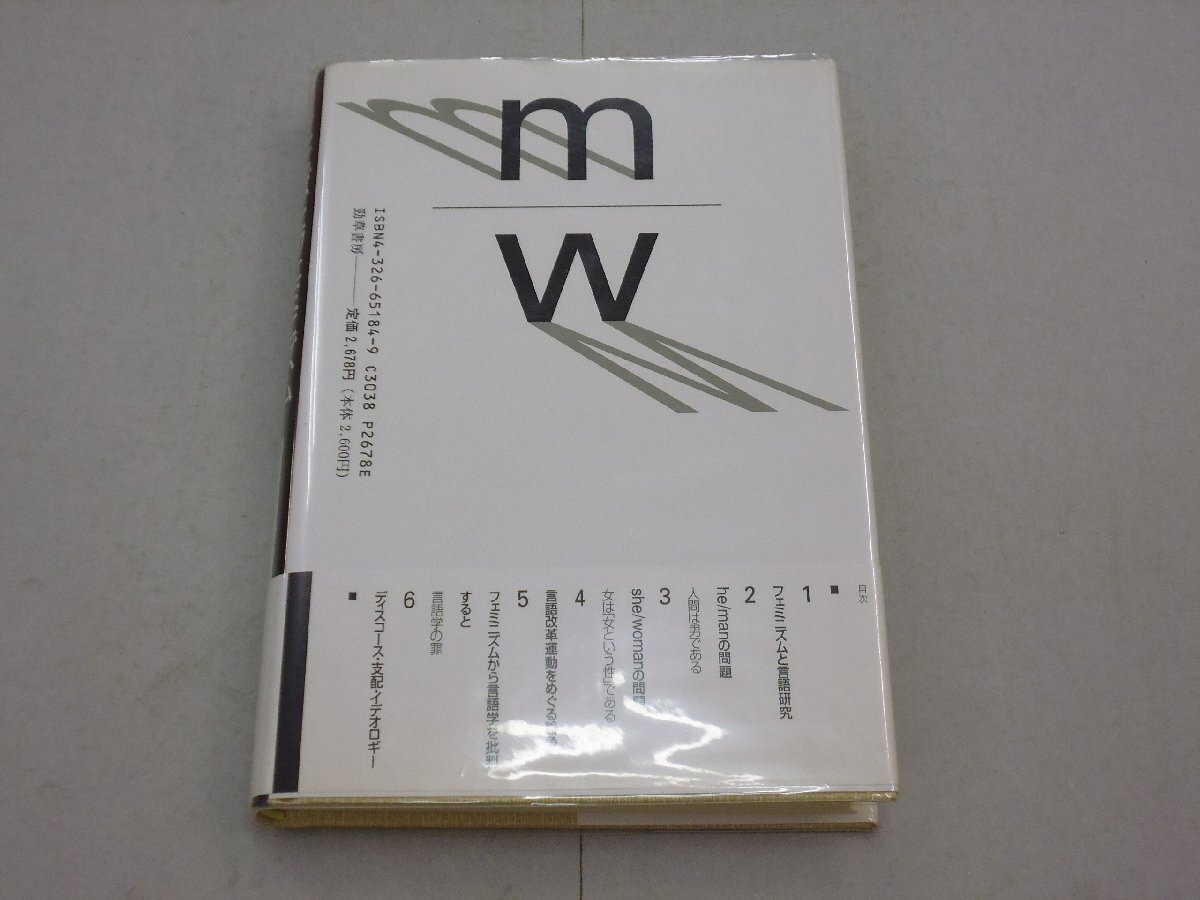 m
w
ISBN4-326-65184-9 C3038 P2678E
勁草書房――定価2,678円(本体2,600円)
目次
■
1
フェミニズムと言語研究
2
he/manの問題
人間は男である
3
she/womanの問題
女は女という性である
4
言語改革運動をめぐる
5
フェミニズムから言語学を批判
すると
言語学の罪
6
ディスコース・支配・イデオロギー
■